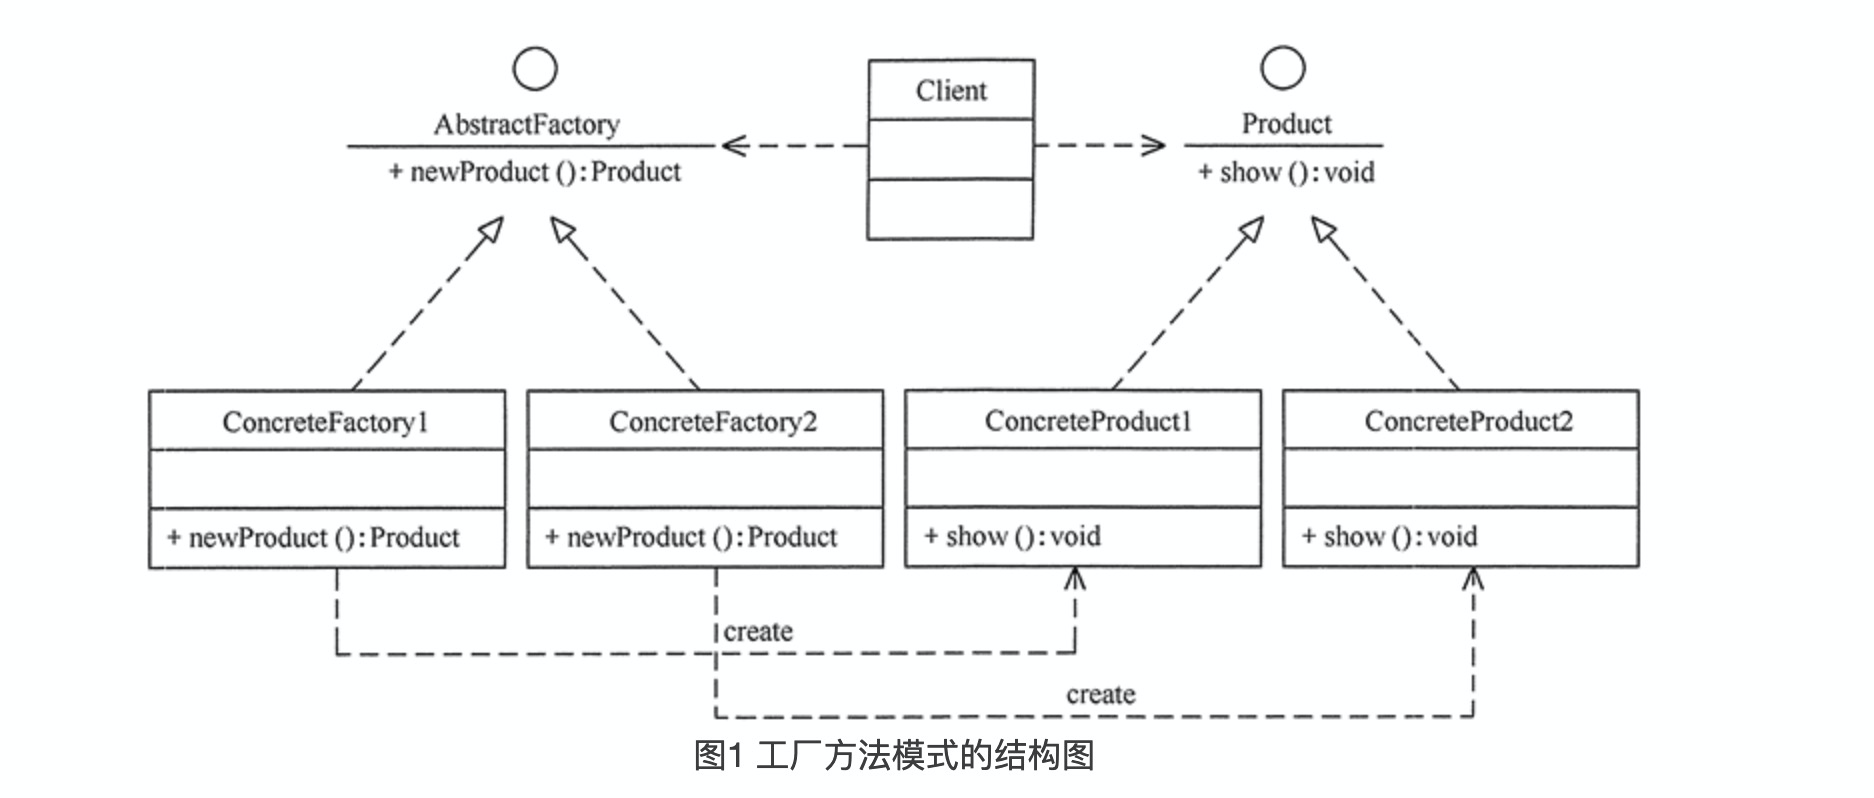 AbstractFactory
+ newProduct (): Product
Client
Product
+ show (): void
ConcreteFactory1
+ newProduct (): Product
ConcreteFactory2
+ newProduct (): Product
ConcreteProduct1
+ show (): void
ConcreteProduct2
+ show (): void
create
create
图1 工厂方法模式的结构图